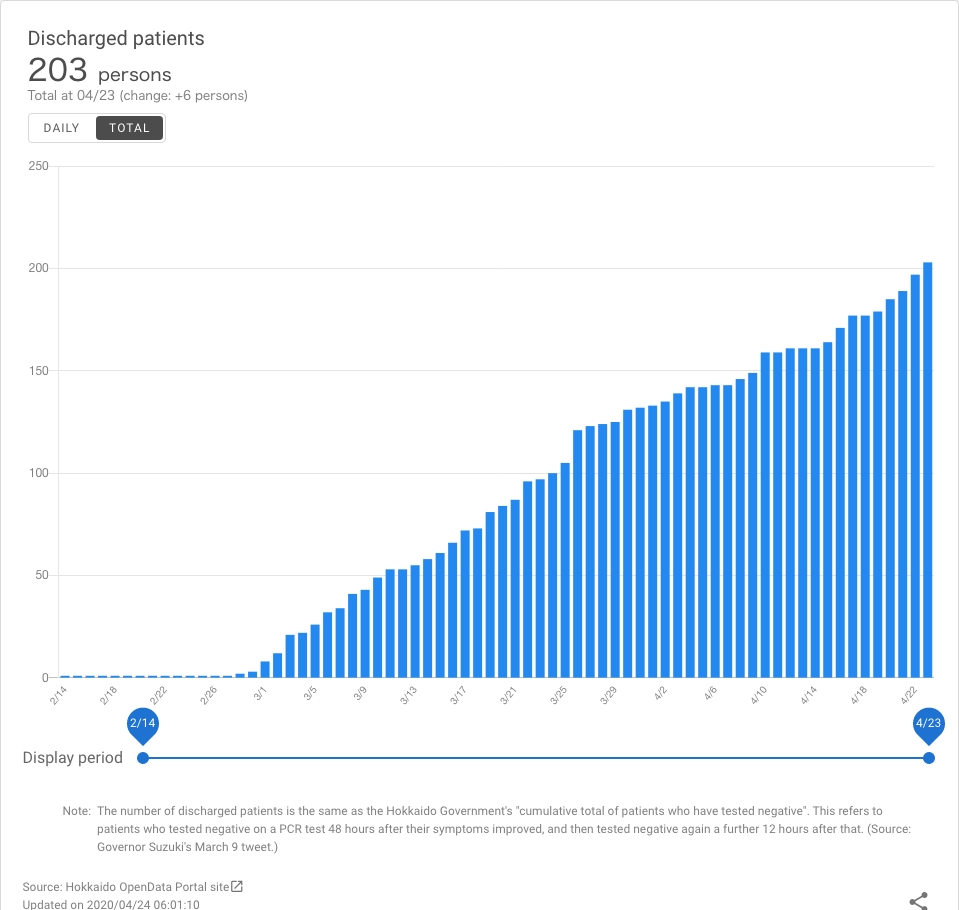 Discharged patients
203 persons
Total at 04/23 (change: +6 persons)
DAILY TOTAL
250
200
150
100
50
0
2/14 2/18 2/22 2/26 3/1 3/5 3/9 3/13 3/17 3/21 3/25 3/29 4/2 4/6 4/10 4/14 4/18 4/22
2/14 4/23
Display period
Note: The number of discharged patients is the same as the Hokkaido Government's "cumulative total of patients who have tested negative". This refers to
patients who tested negative on a PCR test 48 hours after their symptoms improved, and then tested negative again a further 12 hours after that. (Source:
Governor Suzuki's March 9 tweet.)
Source: Hokkaido OpenData Portal site
Updated on 2020/04/24 06:01:10